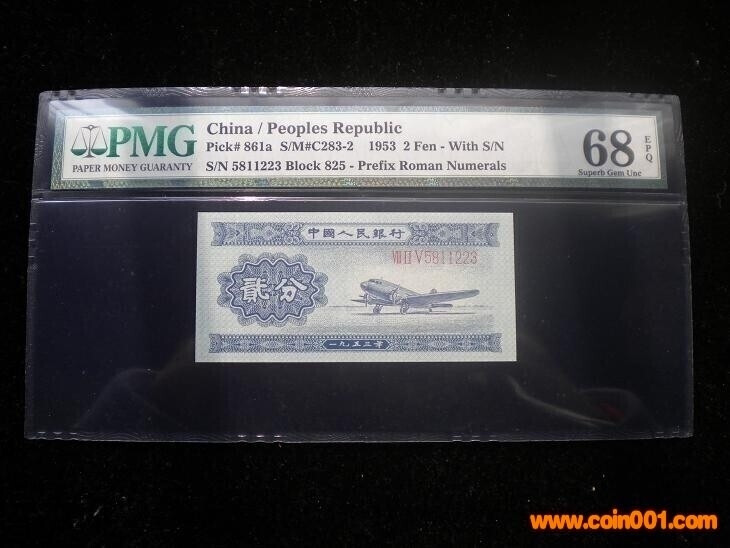 PMG
PAPER MONEY GUARANTY
China / Peoples Republic
Pick# 861a S/M#C283-2 1953 2 Fen - With S/N
S/N 5811223 Block 825 - Prefix Roman Numerals
68 EPQ
Superb Gem Unc
中國人民銀行
VIII II V 5811223
貳分
一九五三年
www.coin001.com